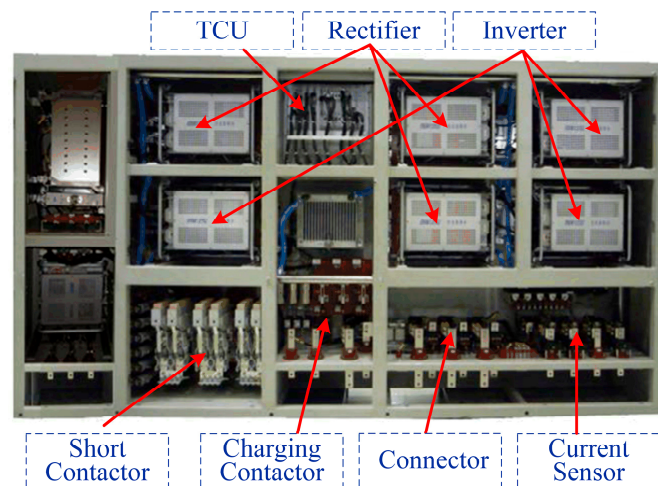 TCU
Rectifier
Inverter
Short
Contactor
Charging
Contactor
Connector
Current
Sensor